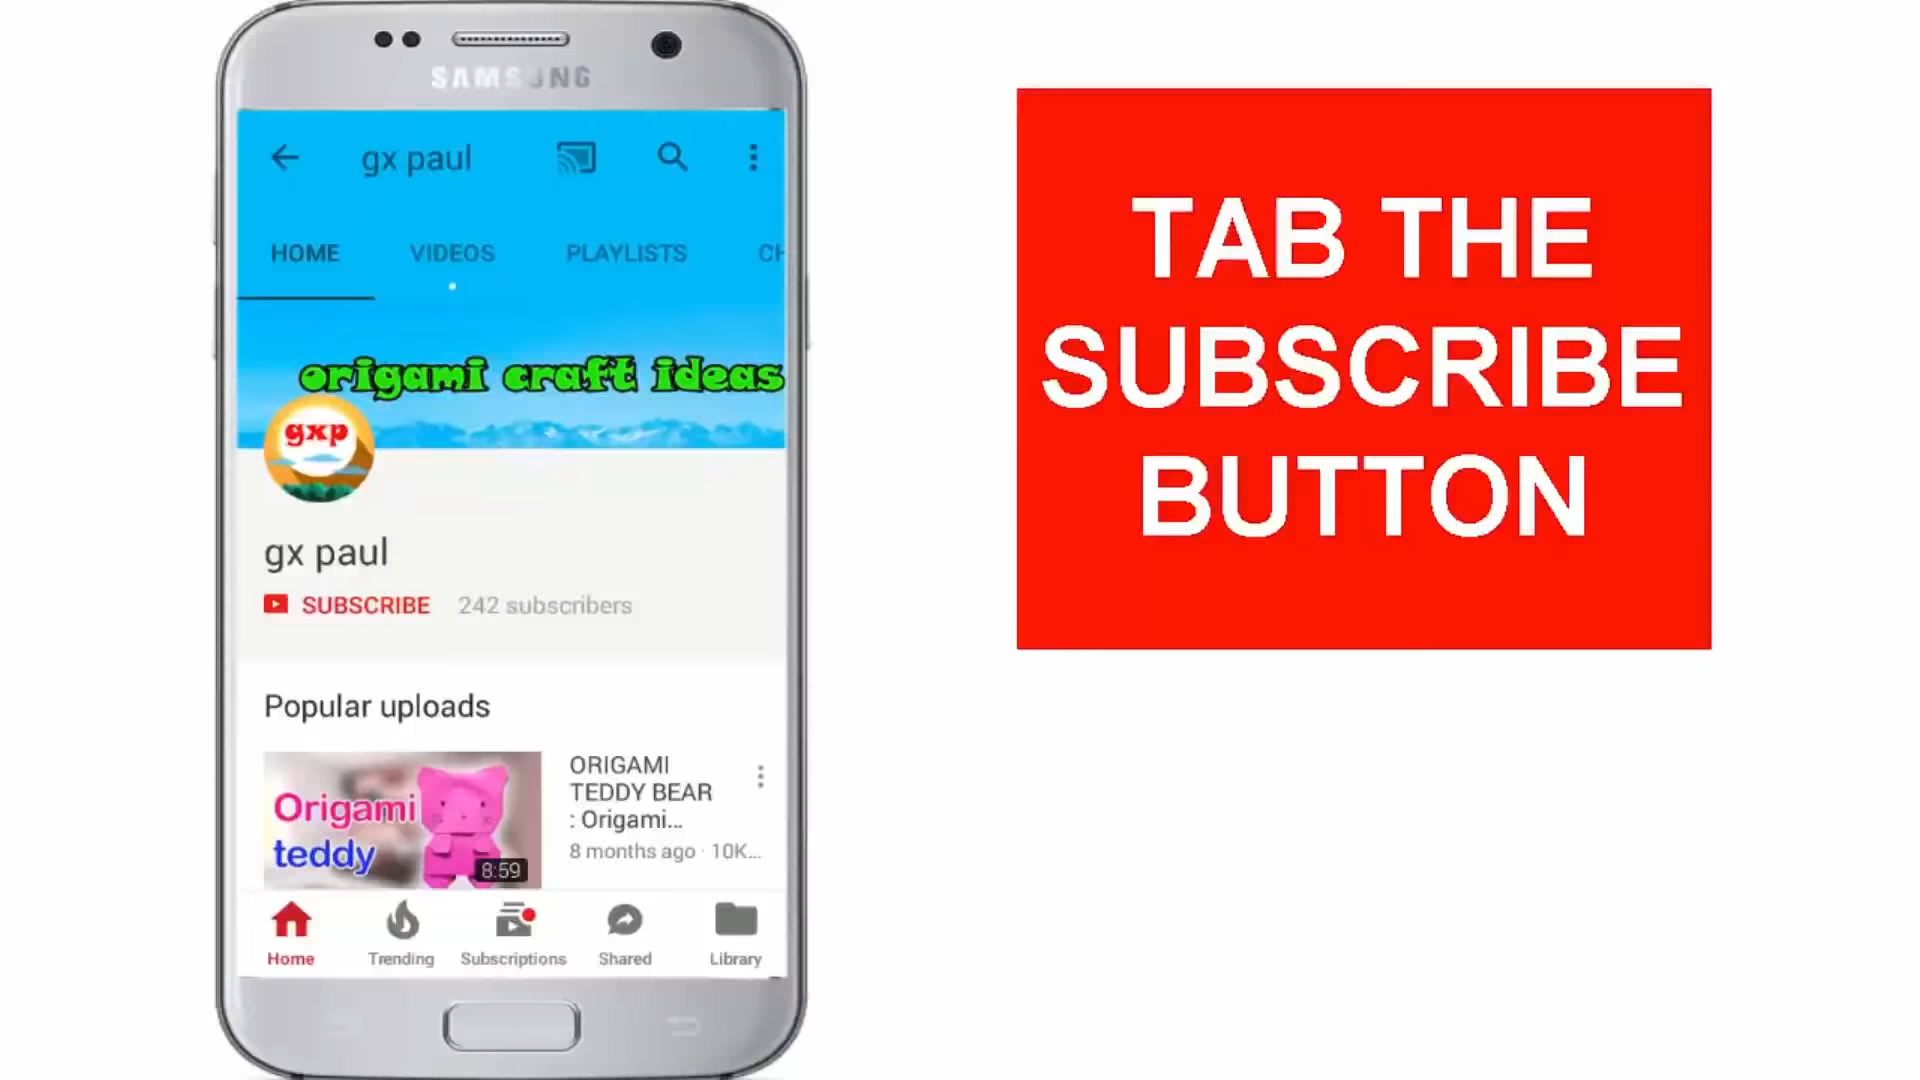 SAMSUNG
gx paul
HOME VIDEOS PLAYLISTS CH
origami craft ideas
gxp
gx paul
SUBSCRIBE 242 subscribers
Popular uploads
Origami
teddy
8:59
ORIGAMI
TEDDY BEAR
: Origami...
8 months ago · 10K...
Home Trending Subscriptions Shared Library
TAB THE
SUBSCRIBE
BUTTON